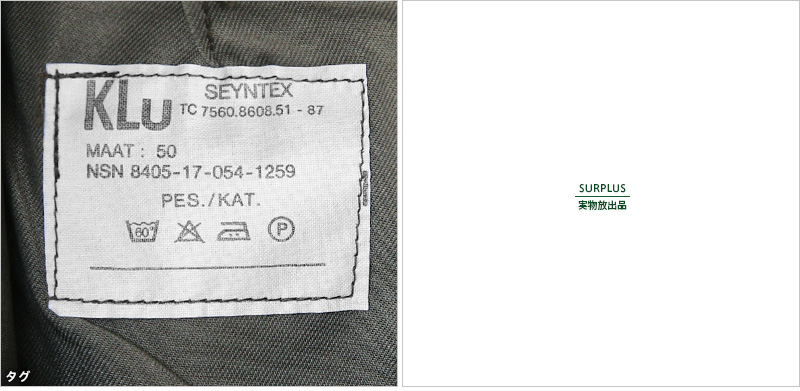 KLu
SEYNTEX
TC 7560.8608.51 - 87
MAAT : 50
NSN 8405-17-054-1259
PES./KAT.
60°
P
タグ
SURPLUS
実物放出品